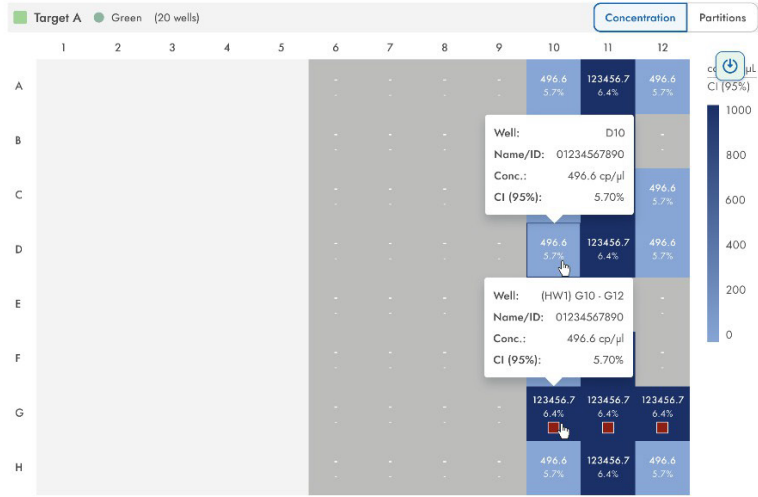 Target A Green (20 wells) Concentration Partitions
1 2 3 4 5 6 7 8 9 10 11 12
CI (95%)
A - - - - 496.6 123456.7 496.6
- - - - 5.7% 6.4% 5.7%
1000
B - - - - -
- - - - -
Well: D10
Name/ID: 01234567890
Conc.: 496.6 cp/µl
CI (95%): 5.70%
800
C - - - - 496.6
- - - - 5.7%
600
D - - - - 496.6 123456.7 496.6
- - - - 5.7% 6.4% 5.7%
400
E - - - - -
- - - - -
Well: (HW1) G10 - G12
Name/ID: 01234567890
Conc.: 496.6 cp/µl
CI (95%): 5.70%
200
0
F - - - - -
- - - - -
G - - - - 123456.7 123456.7 123456.7
- - - - 6.4% 6.4% 6.4%
H - - - - 496.6 123456.7 496.6
- - - - 5.7% 6.4% 5.7%